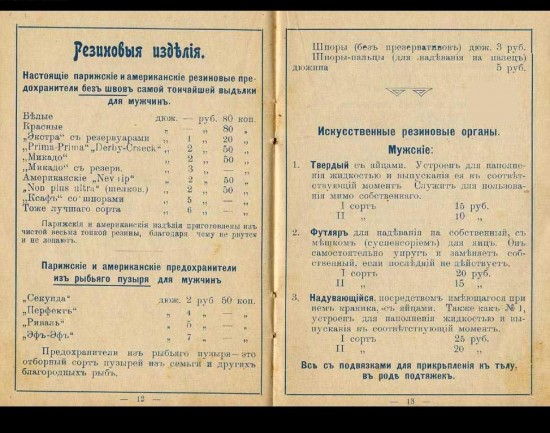 Резиновыя издѣлія.
Настоящіе парижскіе и американскіе резиновые пре-
дохранители безъ швовъ самой тончайшей выдѣлки
для мужчинъ.
Бѣлые дюж. — руб. 80 коп.
Красные „ — „ 80 „
„Экстра“ съ резервуарами „ 1 „ 20 „
„Prima-Prima“ „Derby-Craeck“ „ 2 „ 50 „
„Микадо“ „ 2 „ 50 „
„Микадо“ съ резерв. „ 3 „ — „
Американскіе „Nev rip“ „ 2 „ 50 „
„Non plus ultra“ (шелков.) „ 2 „ 50 „
„Ксафъ“ со шпорами „ 5 „ — „
Тоже лучшаго сорта „ 6 „ — „
Парижскія и американскія издѣлія приготовлены изъ
чистой весьма тонкой резины, благодаря чему не рвутся
и не лопаютъ.
Парижскіе и американскіе предохранители
изъ рыбьяго пузыря для мужчинъ
„Секунда“ дюж. 2 руб 50 коп.
„Перфектъ“ „ 4 „ — „
„Риваль“ „ 5 „ — „
„Эфъ-Эфъ“ „ 7 „ — „
Предохранители изъ рыбьяго пузыря—это
отборный сортъ пузырей изъ семьги и другихъ
благородныхъ рыбъ.
— 12 —
Шпоры (безъ презервативовъ) дюж. 3 руб.
Шпоры-пальцы (для надѣванія на палецъ)
дюжина 5 руб.
Искусственные резиновые органы.
Мужскіе:
1. Твердый съ яйцами. Устроенъ для наполне-
нія жидкостью и выпусканія ея въ соотвѣт-
ствующій моментъ. Служитъ для пользова-
нія мимо собственнаго.
I сортъ 15 руб.
II „ 10 „
2. Футляръ для надѣванія на собственный, съ
мѣшкомъ (суспенсоріемъ) для яицъ. Онъ
самостоятельно упругъ и замѣняетъ соб-
ственный, если послѣдній не дѣйствуетъ.
I сортъ 20 руб.
II „ 15 „
3. Надувающійся, посредствомъ имѣющагося при
немъ краника, съ яйцами. Также какъ № 1,
устроенъ для наполненія жидкостью и вы-
пусканія въ соотвѣтствующій моментъ.
I сортъ 25 руб.
II „ 20 „
Всѣ съ подвязками для прикрѣпленія къ тѣлу,
въ родѣ подтяжекъ.
— 13 —